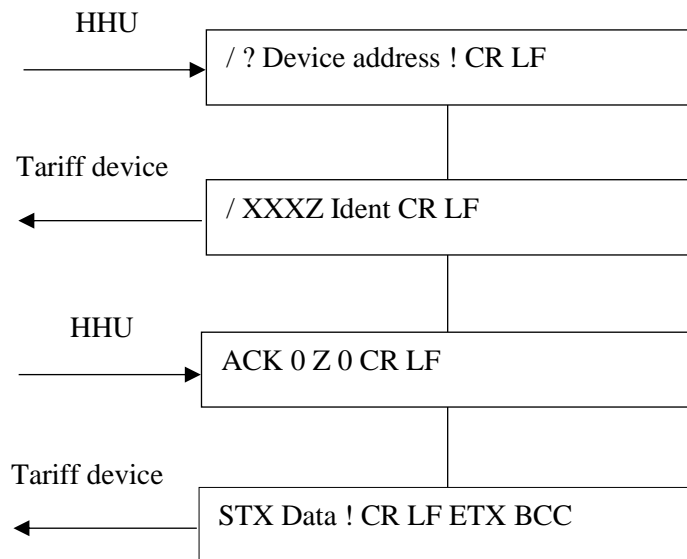 HHU
/ ? Device address ! CR LF
Tariff device
/ XXXZ Ident CR LF
HHU
ACK 0 Z 0 CR LF
Tariff device
STX Data ! CR LF ETX BCC